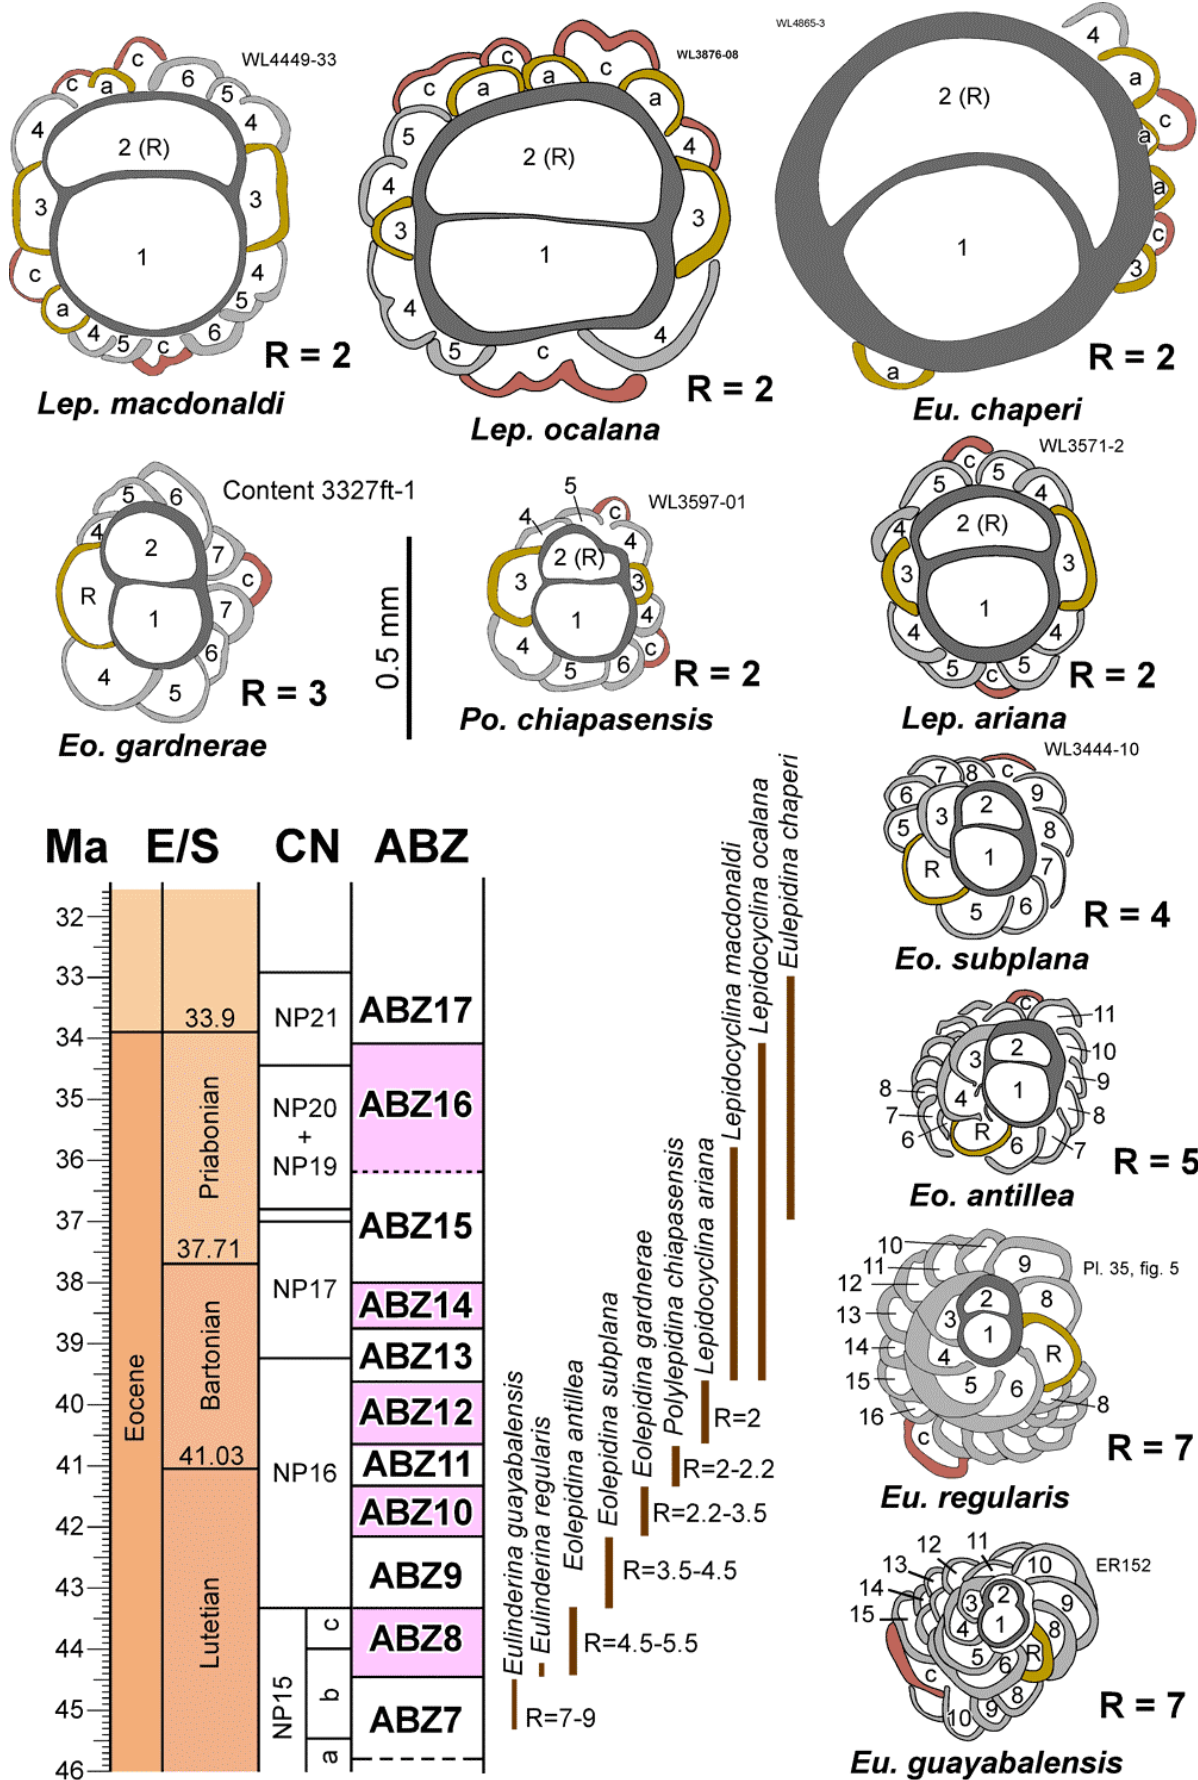 WL4449-33
c
c
a
6
5
4
4
2 (R)
3
3
1
c
a
4
5
c
6
5
4
R = 2
Lep. macdonaldi
WL3876-08
c
c
a
a
c
a
5
4
4
2 (R)
3
3
1
4
5
c
4
R = 2
Lep. ocalana
WL4865-3
4
a
c
a
a
c
3
2 (R)
1
a
R = 2
Eu. chaperi
Content 3327ft-1
5
6
4
2
7
c
R
1
7
6
4
5
R = 3
Eo. gardnerae
0.5 mm
WL3597-01
5
c
4
4
2 (R)
3
3
1
4
4
c
5
6
R = 2
Po. chiapasensis
WL3571-2
c
5
5
4
4
2 (R)
3
3
1
4
4
5
c
5
R = 2
Lep. ariana
WL3444-10
7
8
c
9
6
3
2
5
8
1
R
7
5
6
R = 4
Eo. subplana
c
11
3
2
10
1
9
8
4
8
7
6
R
6
7
R = 5
Eo. antillea
10
9
11
Pl. 35, fig. 5
12
2
8
13
3
1
14
4
R
15
5
6
16
8
c
R = 7
Eu. regularis
12
11
10
ER152
13
14
2
3
9
15
1
4
8
5
6
R
c
8
10
9
R = 7
Eu. guayabalensis
Ma
E/S
CN
ABZ
32
33
34
35
36
37
38
39
40
41
42
43
44
45
46
Eocene
33.9
Priabonian
37.71
Bartonian
41.03
Lutetian
NP21
NP20
+
NP19
NP17
NP16
NP15
c
b
a
ABZ17
ABZ16
ABZ15
ABZ14
ABZ13
ABZ12
ABZ11
ABZ10
ABZ9
ABZ8
ABZ7
Eulinderina guayabalensis
Eulinderina regularis
Eolepidina antillea
Eolepidina subplana
Eolepidina gardnerae
Polylepidina chiapasensis
Lepidocyclina ariana
Lepidocyclina macdonaldi
Lepidocyclina ocalana
Eulepidina chaperi
R=2
R=2-2.2
R=2.2-3.5
R=3.5-4.5
R=4.5-5.5
R=7-9